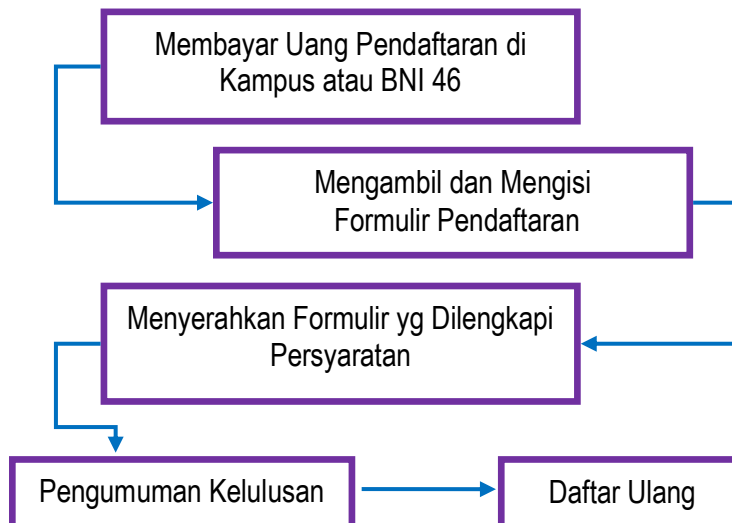 Membayar Uang Pendaftaran di
Kampus atau BNI 46
Mengambil dan Mengisi
Formulir Pendaftaran
Menyerahkan Formulir yg Dilengkapi
Persyaratan
Pengumuman Kelulusan
Daftar Ulang